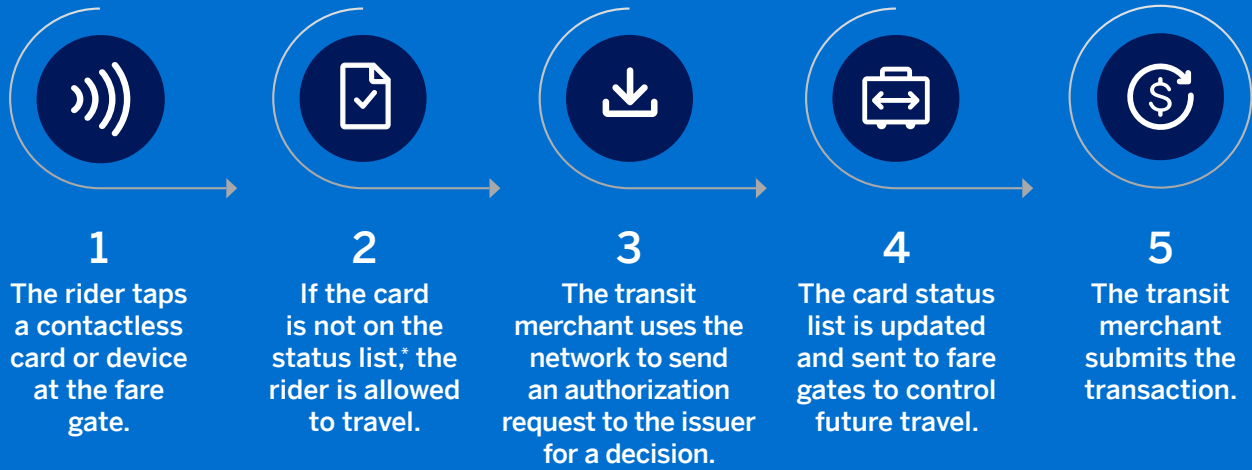 1
The rider taps
a contactless
card or device
at the fare
gate.
2
If the card
is not on the
status list,* the
rider is allowed
to travel.
3
The transit
merchant uses the
network to send
an authorization
request to the issuer
for a decision.
4
The card status
list is updated
and sent to fare
gates to control
future travel.
5
The transit
merchant
submits the
transaction.
$